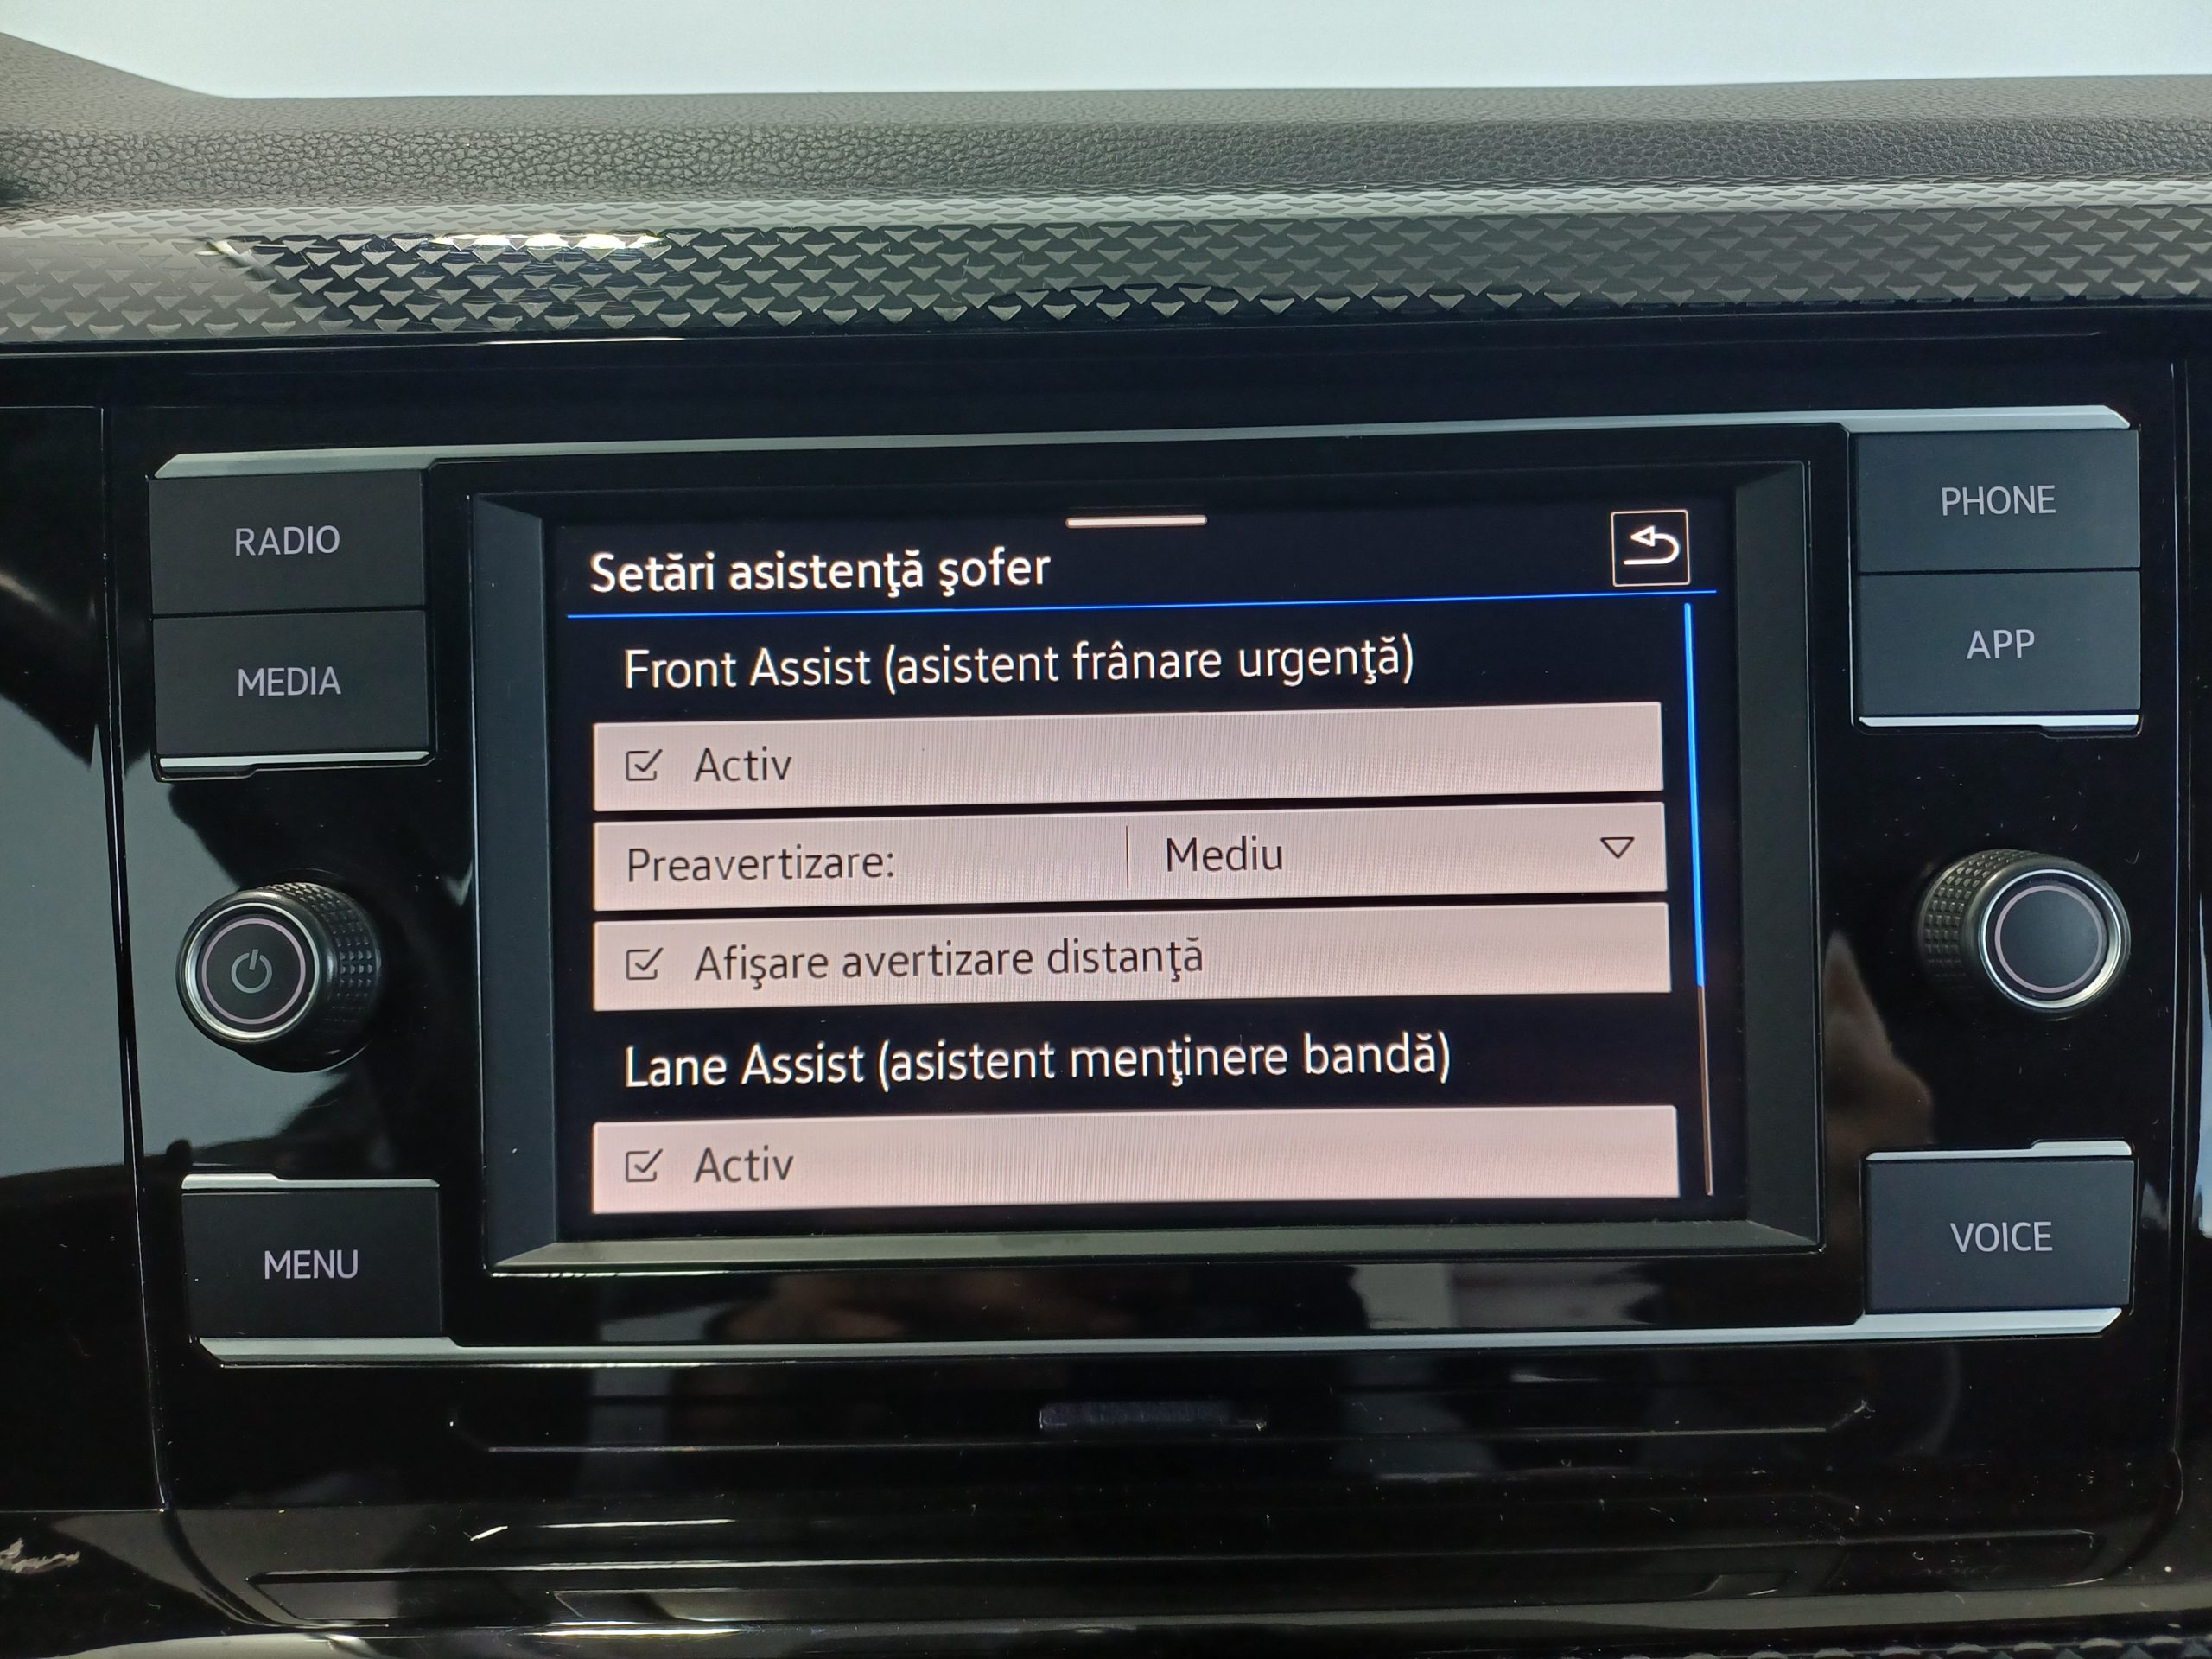 RADIO
MEDIA
MENU
Setări asistenţă şofer
Front Assist (asistent frânare urgenţă)
Activ
Preavertizare: Mediu
Afişare avertizare distanţă
Lane Assist (asistent menţinere bandă)
Activ
PHONE
APP
VOICE